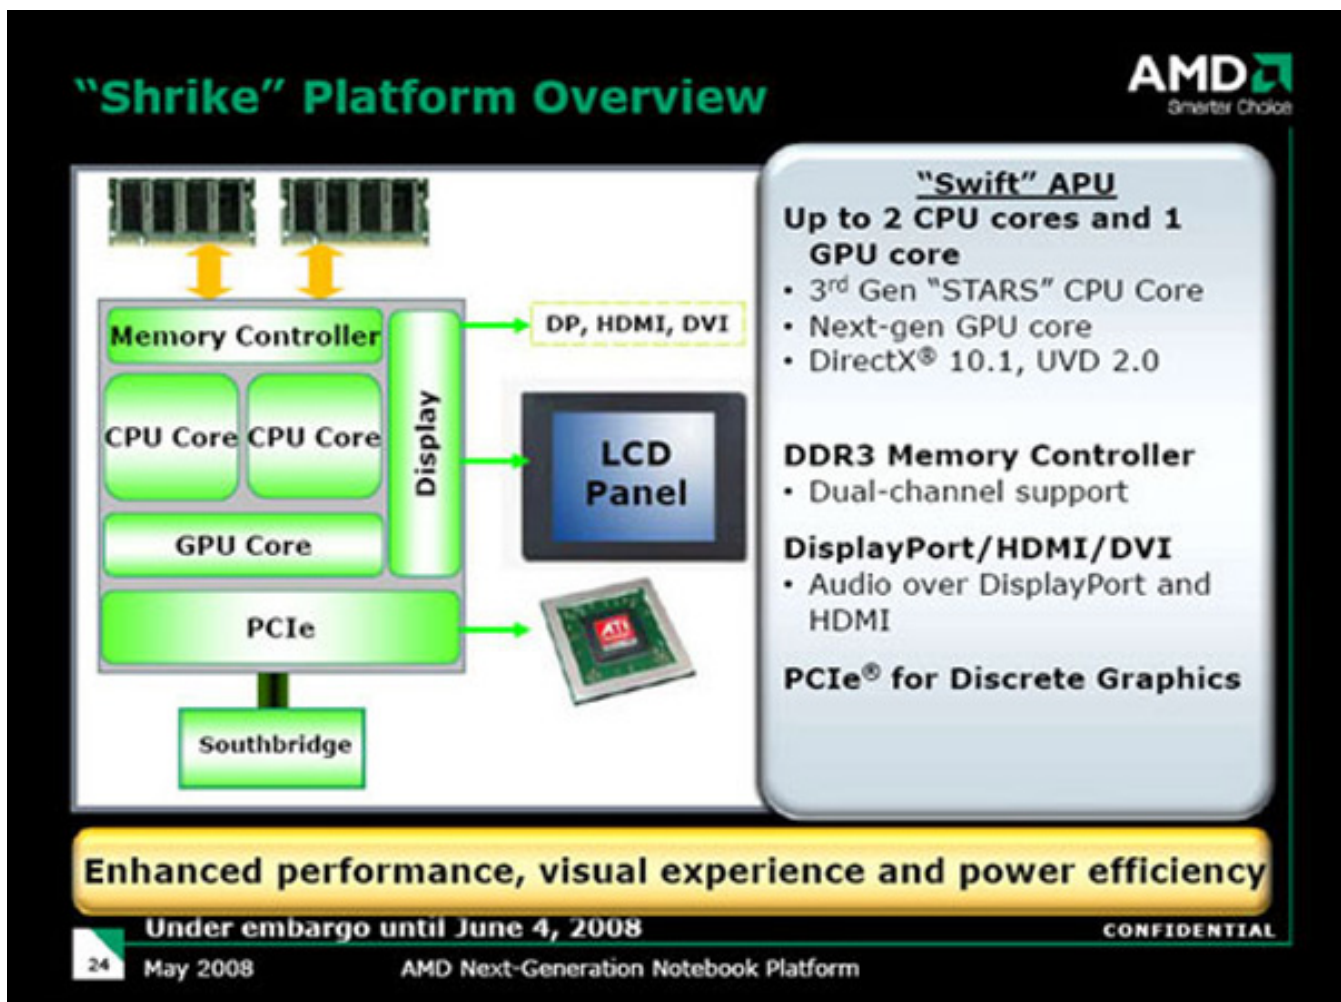 "Shrike" Platform Overview
AMD
Smarter Choice
Memory Controller
CPU Core
CPU Core
GPU Core
Display
PCIe
Southbridge
DP, HDMI, DVI
LCD
Panel
ATI
"Swift" APU
Up to 2 CPU cores and 1
GPU core
• 3rd Gen "STARS" CPU Core
• Next-gen GPU core
• DirectX® 10.1, UVD 2.0
DDR3 Memory Controller
• Dual-channel support
DisplayPort/HDMI/DVI
• Audio over DisplayPort and
HDMI
PCIe® for Discrete Graphics
Enhanced performance, visual experience and power efficiency
Under embargo until June 4, 2008
CONFIDENTIAL
24
May 2008
AMD Next-Generation Notebook Platform